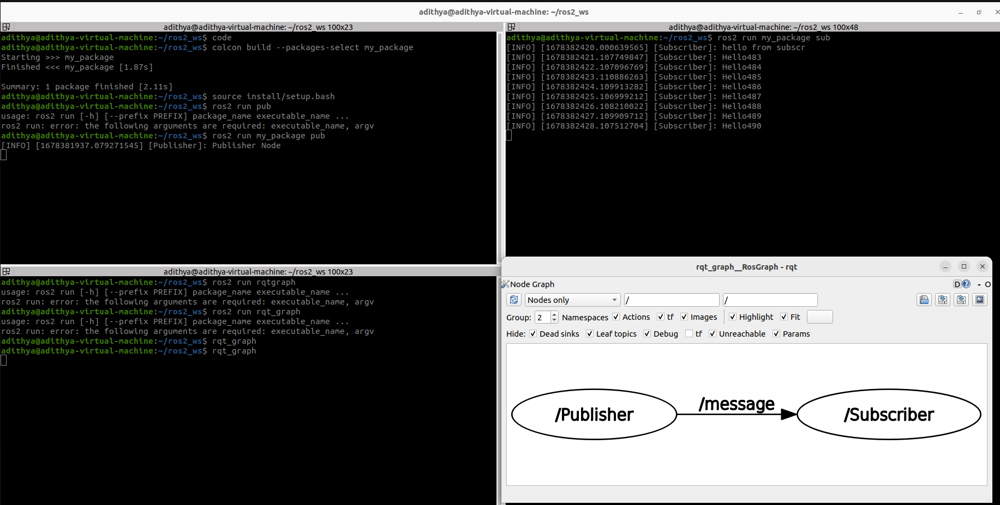 adithya@adithya-virtual-machine: ~/ros2_ws
adithya@adithya-virtual-machine: ~/ros2_ws 100x23
adithya@adithya-virtual-machine:~/ros2_ws$ code
adithya@adithya-virtual-machine:~/ros2_ws$ colcon build --packages-select my_package
Starting >>> my_package
Finished <<< my_package [1.87s]
Summary: 1 package finished [2.11s]
adithya@adithya-virtual-machine:~/ros2_ws$ source install/setup.bash
adithya@adithya-virtual-machine:~/ros2_ws$ ros2 run pub
usage: ros2 run [-h] [--prefix PREFIX] package_name executable_name ...
ros2 run: error: the following arguments are required: executable_name, argv
adithya@adithya-virtual-machine:~/ros2_ws$ ros2 run my_package pub
[INFO] [1678381937.079271545] [Publisher]: Publisher Node
adithya@adithya-virtual-machine: ~/ros2_ws 100x23
adithya@adithya-virtual-machine:~/ros2_ws$ ros2 run rqtgraph
usage: ros2 run [-h] [--prefix PREFIX] package_name executable_name ...
ros2 run: error: the following arguments are required: executable_name, argv
adithya@adithya-virtual-machine:~/ros2_ws$ ros2 run rqt_graph
usage: ros2 run [-h] [--prefix PREFIX] package_name executable_name ...
ros2 run: error: the following arguments are required: executable_name, argv
adithya@adithya-virtual-machine:~/ros2_ws$ rqt_graph
adithya@adithya-virtual-machine:~/ros2_ws$ rqt_graph
adithya@adithya-virtual-machine: ~/ros2_ws 100x48
adithya@adithya-virtual-machine:~/ros2_ws$ ros2 run my_package sub
[INFO] [1678382420.000639565] [Subscriber]: hello from subscr
[INFO] [1678382421.107749847] [Subscriber]: Hello483
[INFO] [1678382422.107096769] [Subscriber]: Hello484
[INFO] [1678382423.110886263] [Subscriber]: Hello485
[INFO] [1678382424.109913282] [Subscriber]: Hello486
[INFO] [1678382425.106999212] [Subscriber]: Hello487
[INFO] [1678382426.108210022] [Subscriber]: Hello488
[INFO] [1678382427.109909712] [Subscriber]: Hello489
[INFO] [1678382428.107512704] [Subscriber]: Hello490
rqt_graph__RosGraph - rqt
Node Graph D ? - O
Nodes only / /
Group: 2 Namespaces Actions tf Images Highlight Fit
Hide: Dead sinks Leaf topics Debug tf Unreachable Params
/Publisher /message /Subscriber